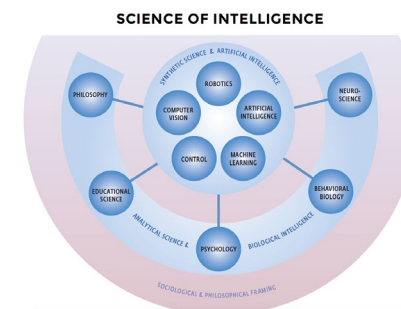 SCIENCE OF INTELLIGENCE
SYNTHETIC SCIENCE & ARTIFICIAL INTELLIGENCE
ROBOTICS
PHILOSOPHY
NEURO-
SCIENCE
COMPUTER
VISION
ARTIFICIAL
INTELLIGENCE
CONTROL
MACHINE
LEARNING
EDUCATIONAL
SCIENCE
BEHAVIORAL
BIOLOGY
ANALYTICAL SCIENCE &
BIOLOGICAL INTELLIGENCE
PSYCHOLOGY
SOCIOLOGICAL & PHILOSOPHICAL FRAMING